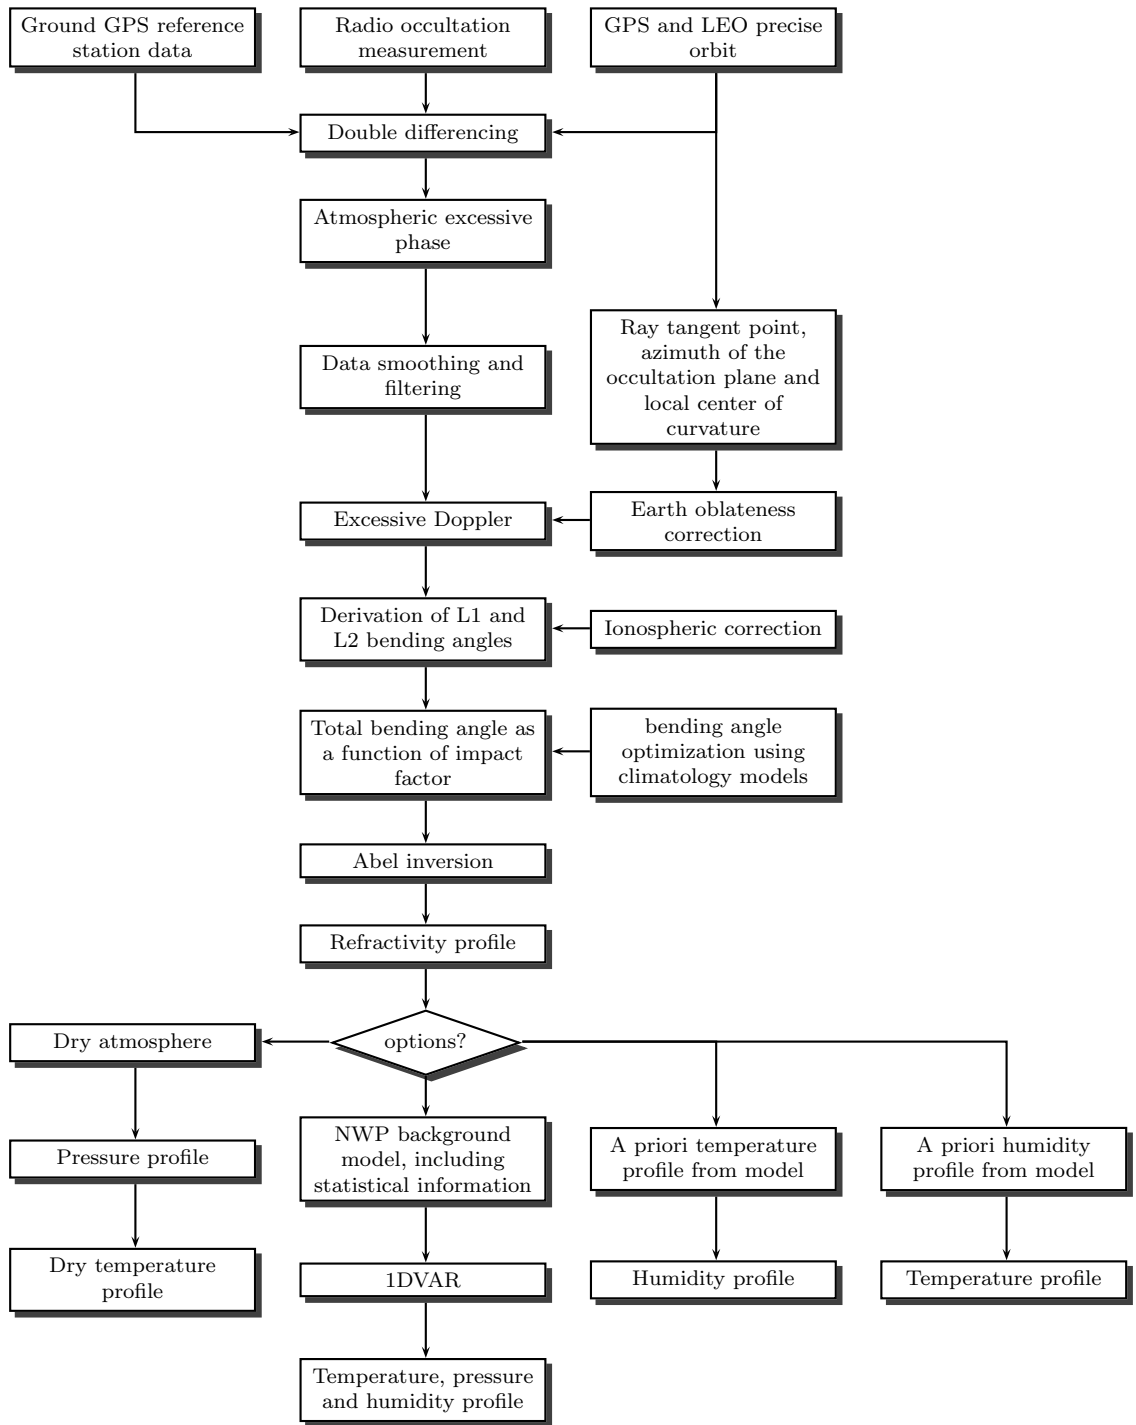 Ground GPS reference
station data
Radio occultation
measurement
GPS and LEO precise
orbit
Double differencing
Atmospheric excessive
phase
Data smoothing and
filtering
Ray tangent point,
azimuth of the
occultation plane and
local center of
curvature
Excessive Doppler
Earth oblateness
correction
Derivation of L1 and
L2 bending angles
Ionospheric correction
Total bending angle as
a function of impact
factor
bending angle
optimization using
climatology models
Abel inversion
Refractivity profile
Dry atmosphere
options?
Pressure profile
NWP background
model, including
statistical information
A priori temperature
profile from model
A priori humidity
profile from model
Dry temperature
profile
1DVAR
Humidity profile
Temperature profile
Temperature, pressure
and humidity profile